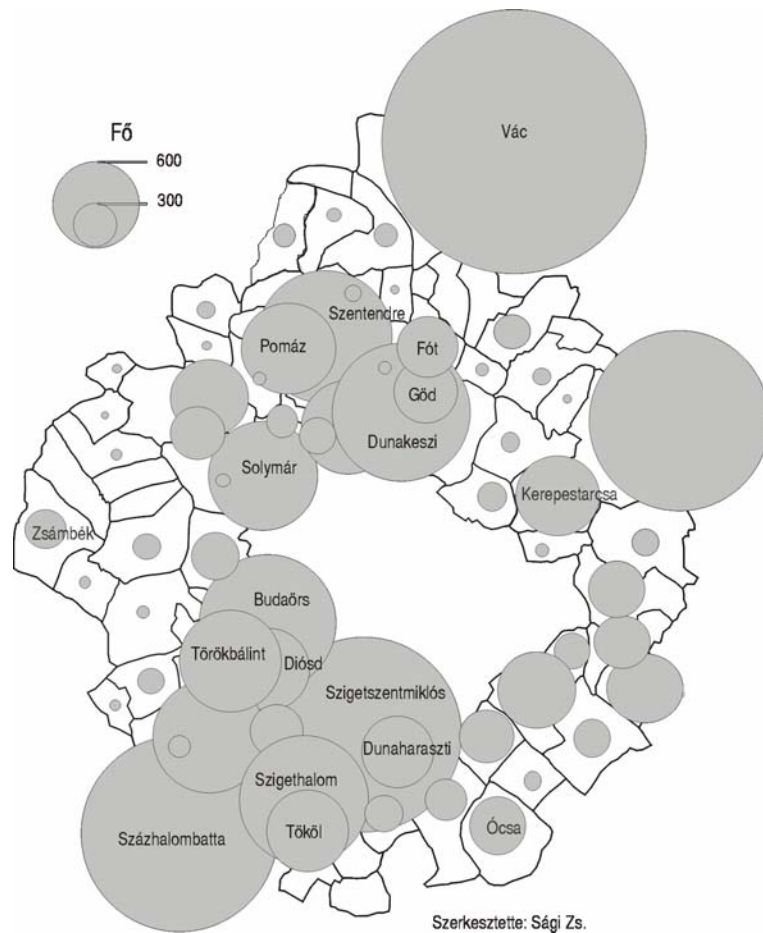 Fő
600
300
Vác
Szentendre
Pomáz
Fót
Göd
Dunakeszi
Solymár
Kerepestarcsa
Zsámbék
Budaörs
Törökbálint
Diósd
Szigetszentmiklós
Dunaharaszti
Szigethalom
Százhalombatta
Tököl
Ócsa
Szerkesztette: Sági Zs.